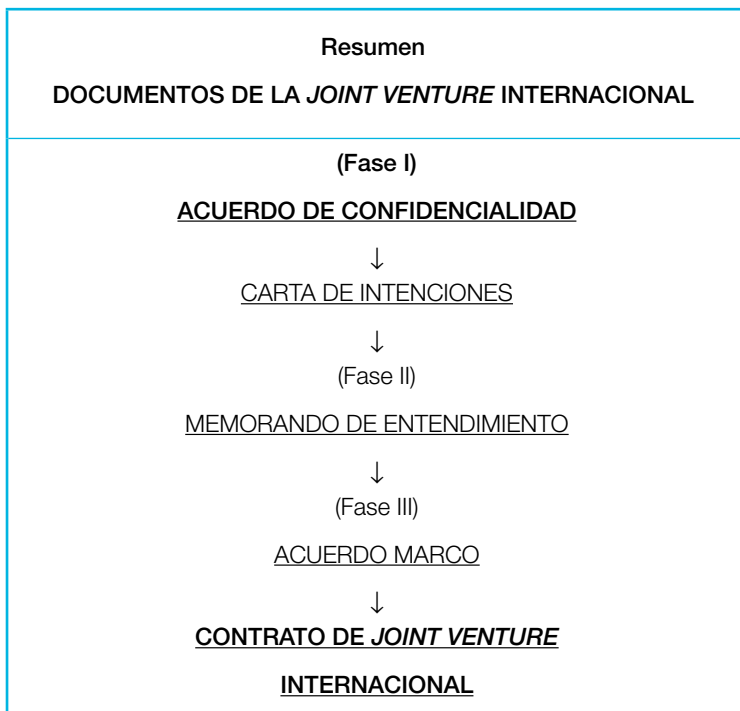 Resumen
DOCUMENTOS DE LA JOINT VENTURE INTERNACIONAL
(Fase I)
ACUERDO DE CONFIDENCIALIDAD
↓
CARTA DE INTENCIONES
↓
(Fase II)
MEMORANDO DE ENTENDIMIENTO
↓
(Fase III)
ACUERDO MARCO
↓
CONTRATO DE JOINT VENTURE
INTERNACIONAL